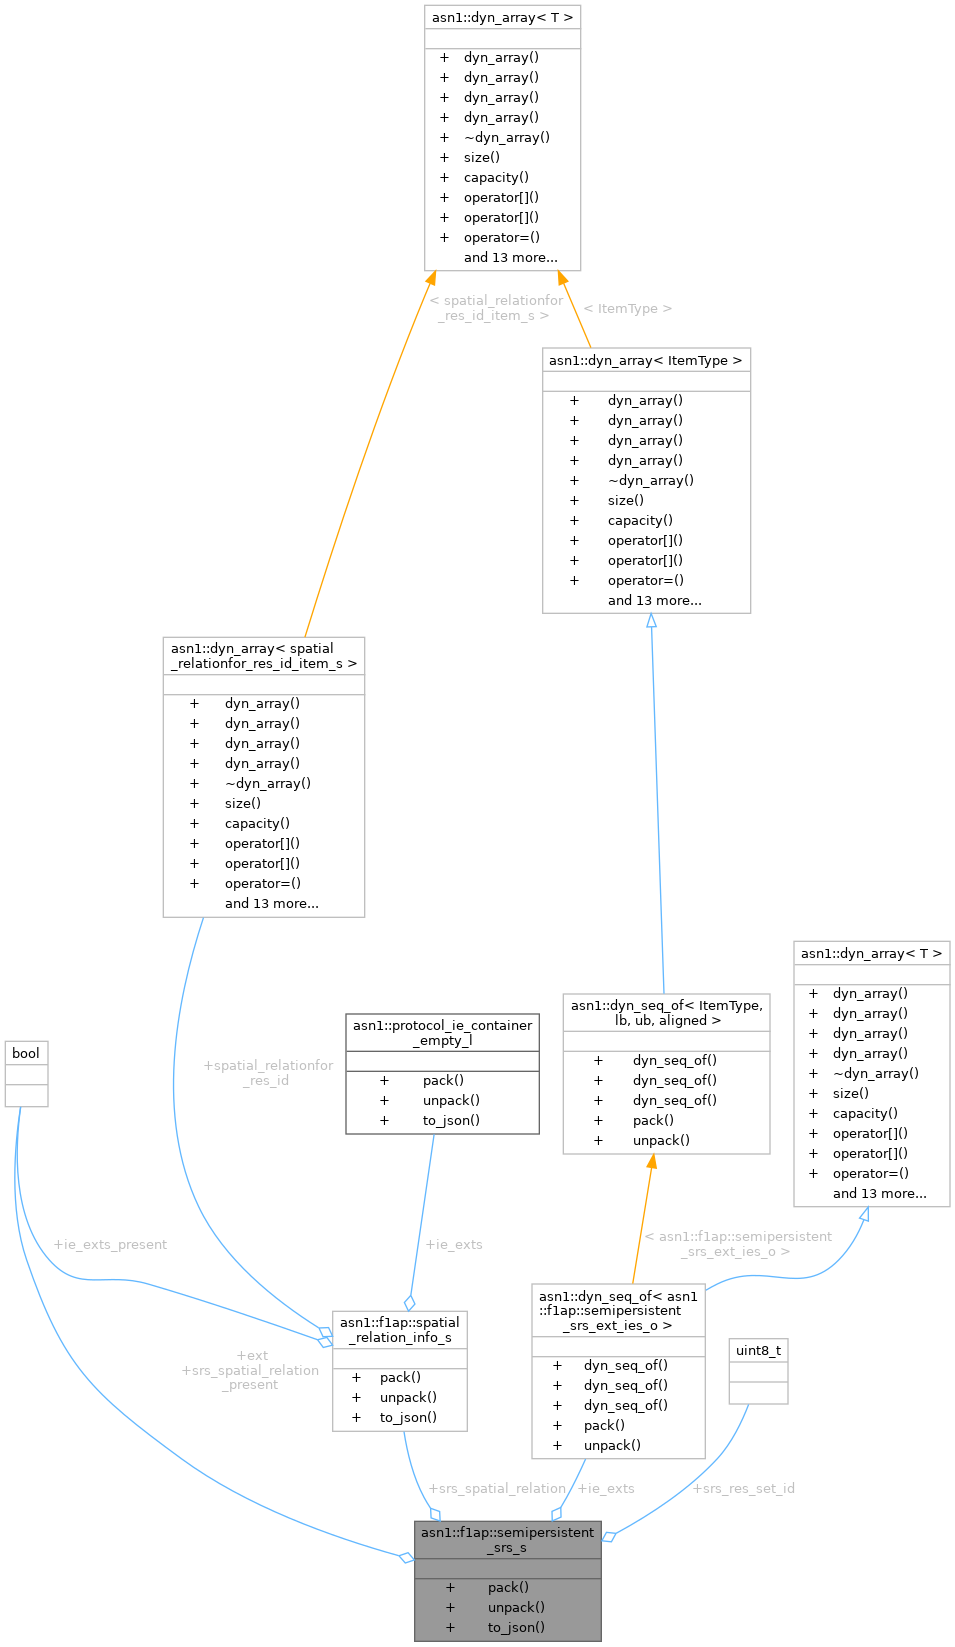 asn1::dyn_array< T >
+ dyn_array()
+ dyn_array()
+ dyn_array()
+ dyn_array()
+ ~dyn_array()
+ size()
+ capacity()
+ operator[]()
+ operator[]()
+ operator=()
and 13 more...
< spatial_relationfor
_res_id_item_s >
< ItemType >
asn1::dyn_array< ItemType >
+ dyn_array()
+ dyn_array()
+ dyn_array()
+ dyn_array()
+ ~dyn_array()
+ size()
+ capacity()
+ operator[]()
+ operator[]()
+ operator=()
and 13 more...
asn1::dyn_array< spatial
_relationfor_res_id_item_s >
+ dyn_array()
+ dyn_array()
+ dyn_array()
+ dyn_array()
+ ~dyn_array()
+ size()
+ capacity()
+ operator[]()
+ operator[]()
+ operator=()
and 13 more...
asn1::dyn_array< T >
+ dyn_array()
+ dyn_array()
+ dyn_array()
+ dyn_array()
+ ~dyn_array()
+ size()
+ capacity()
+ operator[]()
+ operator[]()
+ operator=()
and 13 more...
asn1::dyn_seq_of< ItemType,
lb, ub, aligned >
+ dyn_seq_of()
+ dyn_seq_of()
+ dyn_seq_of()
+ pack()
+ unpack()
asn1::protocol_ie_container
_empty_l
+ pack()
+ unpack()
+ to_json()
bool
+spatial_relationfor
_res_id
+ie_exts_present
+ie_exts
< asn1::f1ap::semipersistent
_srs_ext_ies_o >
asn1::dyn_seq_of< asn1
::f1ap::semipersistent
_srs_ext_ies_o >
+ dyn_seq_of()
+ dyn_seq_of()
+ dyn_seq_of()
+ pack()
+ unpack()
asn1::f1ap::spatial
_relation_info_s
+ pack()
+ unpack()
+ to_json()
uint8_t
+ext
+srs_spatial_relation
_present
+srs_spatial_relation
+ie_exts
+srs_res_set_id
asn1::f1ap::semipersistent
_srs_s
+ pack()
+ unpack()
+ to_json()